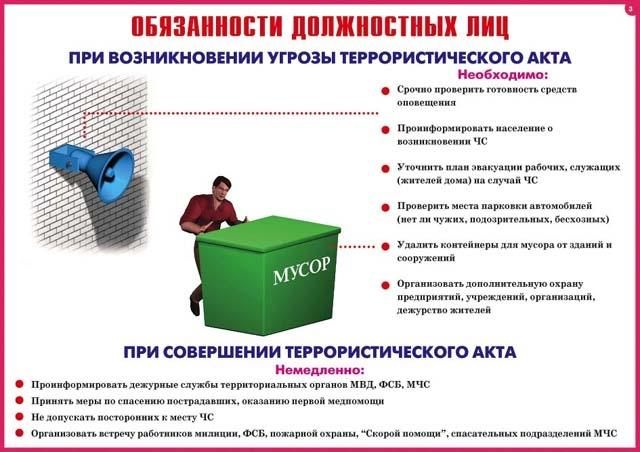 3
ОБЯЗАННОСТИ ДОЛЖНОСТНЫХ ЛИЦ
ПРИ ВОЗНИКНОВЕНИИ УГРОЗЫ ТЕРРОРИСТИЧЕСКОГО АКТА
Необходимо:
Срочно проверить готовность средств
оповещения
Проинформировать население о
возникновении ЧС
Уточнить план эвакуации рабочих, служащих
(жителей дома) на случай ЧС
Проверить места парковки автомобилей
(нет ли чужих, подозрительных, бесхозных)
Удалить контейнеры для мусора от зданий и
сооружений
Организовать дополнительную охрану
предприятий, учреждений, организаций,
дежурство жителей
МУСОР
ПРИ СОВЕРШЕНИИ ТЕРРОРИСТИЧЕСКОГО АКТА
Немедленно:
Проинформировать дежурные службы территориальных органов МВД, ФСБ, МЧС
Принять меры по спасению пострадавших, оказанию первой медпомощи
Не допускать посторонних к месту ЧС
Организовать встречу работников милиции, ФСБ, пожарной охраны, “Скорой помощи”, спасательных подразделений МЧС